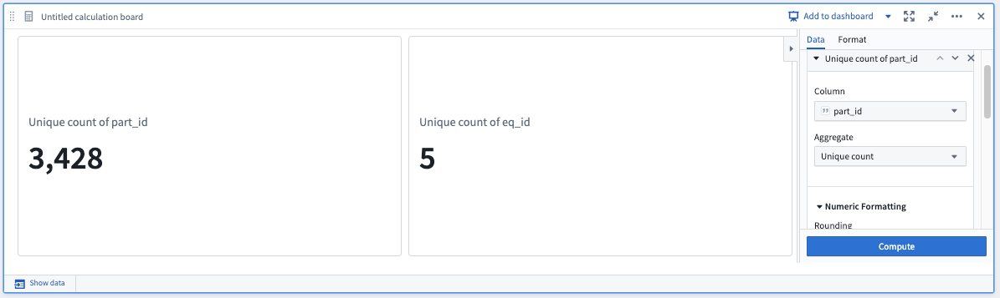 Untitled calculation board
Add to dashboard
Unique count of part_id
3,428
Unique count of eq_id
5
Data
Format
Unique count of part_id
Column
part_id
Aggregate
Unique count
Numeric Formatting
Rounding
Compute
Show data